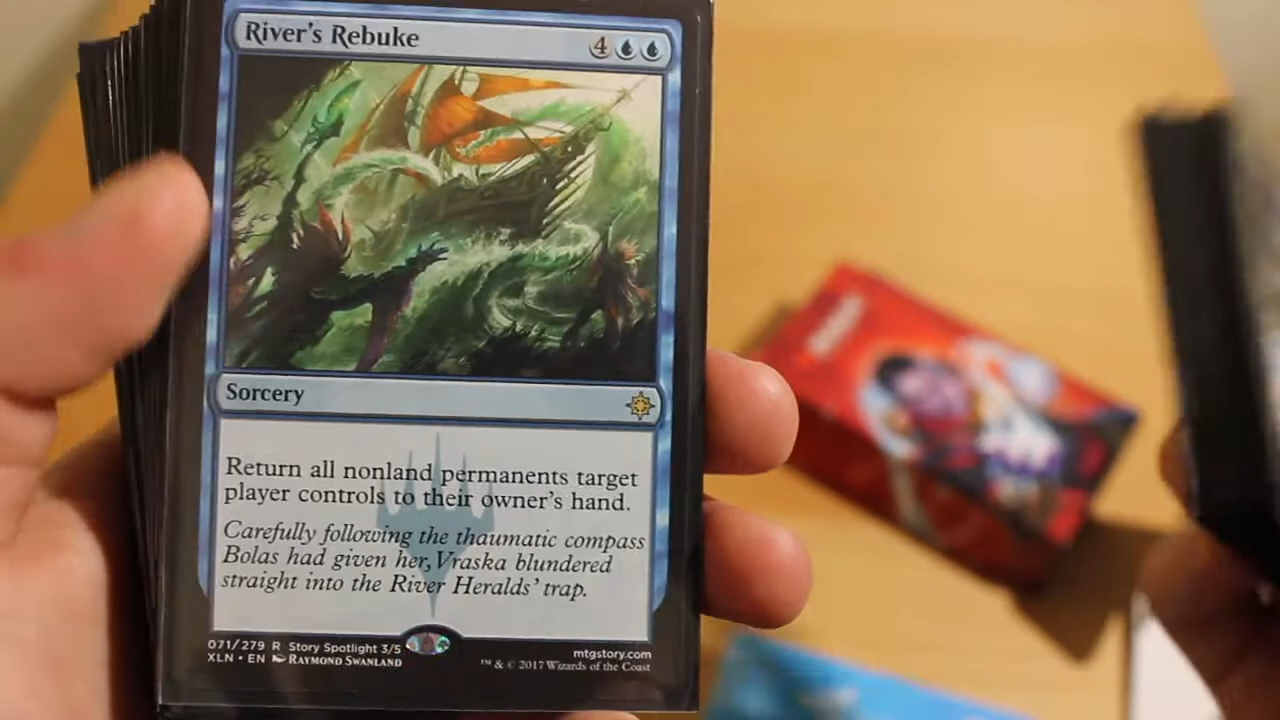 River's Rebuke 4
Sorcery
Return all nonland permanents target
player controls to their owner's hand.
Carefully following the thaumatic compass
Bolas had given her, Vraska blundered
straight into the River Heralds' trap.
071/279 R Story Spotlight 3/5
XLN • EN Raymond Swanland
mtgstory.com
™ & © 2017 Wizards of the Coast